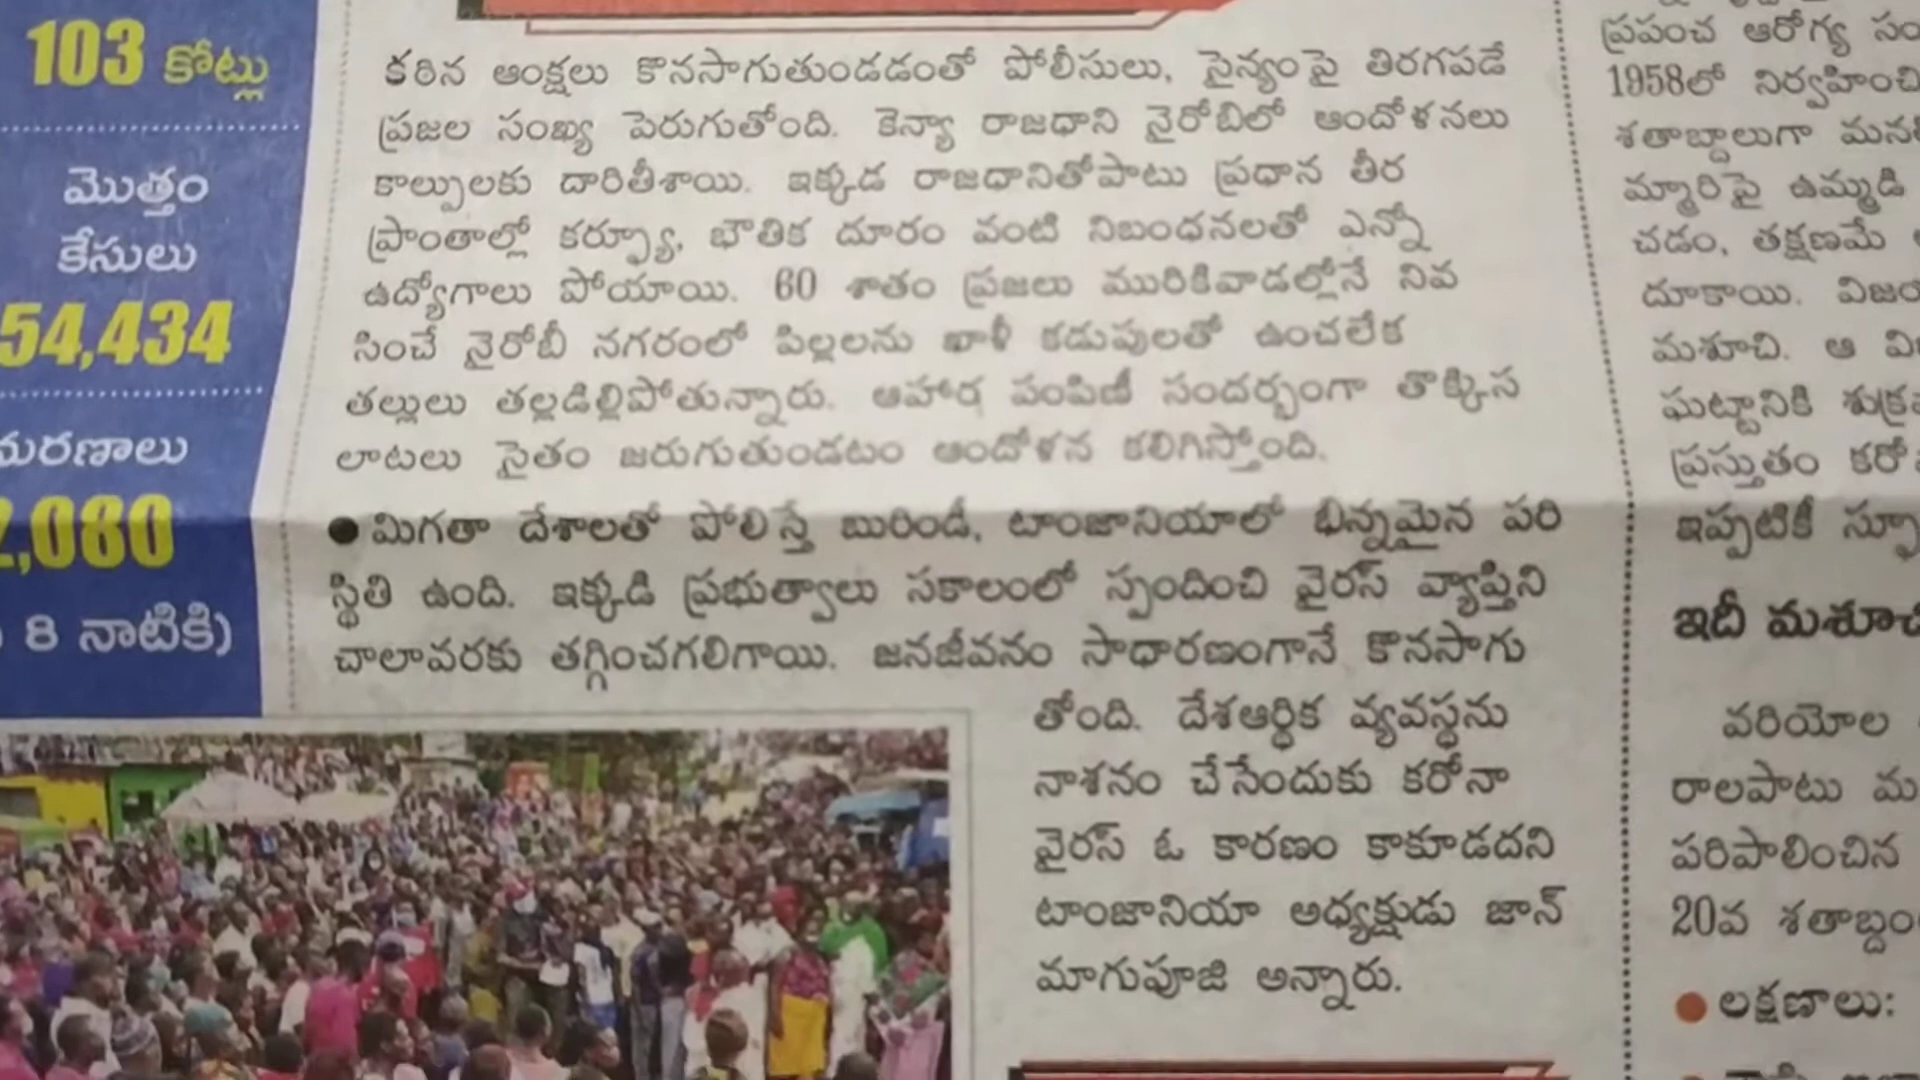 103 కోట్లు
మొత్తం
కేసులు
54,434
మరణాలు
2,080
8 నాటికి)
కఠిన ఆంక్షలు కొనసాగుతుండడంతో పోలీసులు, సైన్యంపై తిరగపడే
ప్రజల సంఖ్య పెరుగుతోంది. కెన్యా రాజధాని నైరోబీలో ఆందోళనలు
కాల్పులకు దారితీశాయి. ఇక్కడ రాజధానితోపాటు ప్రధాన తీర
ప్రాంతాల్లో కర్ఫ్యూ, భౌతిక దూరం వంటి నిబంధనలతో ఎన్నో
ఉద్యోగాలు పోయాయి. 60 శాతం ప్రజలు మురికివాడల్లోనే నివ
సించే నైరోబీ నగరంలో పిల్లలను ఖాళీ కడుపులతో ఉంచలేక
తల్లులు తల్లడిల్లిపోతున్నారు. ఆహార పంపిణీ సందర్భంగా తొక్కిస
లాటలు సైతం జరుగుతుండటం ఆందోళన కలిగిస్తోంది.
● మిగతా దేశాలతో పోలిస్తే బురిండీ, టాంజానియాలో భిన్నమైన పరి
స్థితి ఉంది. ఇక్కడి ప్రభుత్వాలు సకాలంలో స్పందించి వైరస్ వ్యాప్తిని
చాలావరకు తగ్గించగలిగాయి. జనజీవనం సాధారణంగానే కొనసాగు
తోంది. దేశఆర్థిక వ్యవస్థను
నాశనం చేసేందుకు కరోనా
వైరస్ ఓ కారణం కాకూడదని
టాంజానియా అధ్యక్షుడు జాన్
మాగుపూజి అన్నారు.
ప్రపంచ ఆరోగ్య
1958లో
శతాబ్దాలుగా
మ్మారిపై ఉమ్మడి
చడం, తక్షణమే
దూకాయి.
మశూచి. ఆ
ఘట్టానికి
ప్రస్తుతం
ఇప్పటికీ
ఇదీ
వరియోల
రాలపాటు
పరిపాలించిన
20వ
● లక్షణాలు: